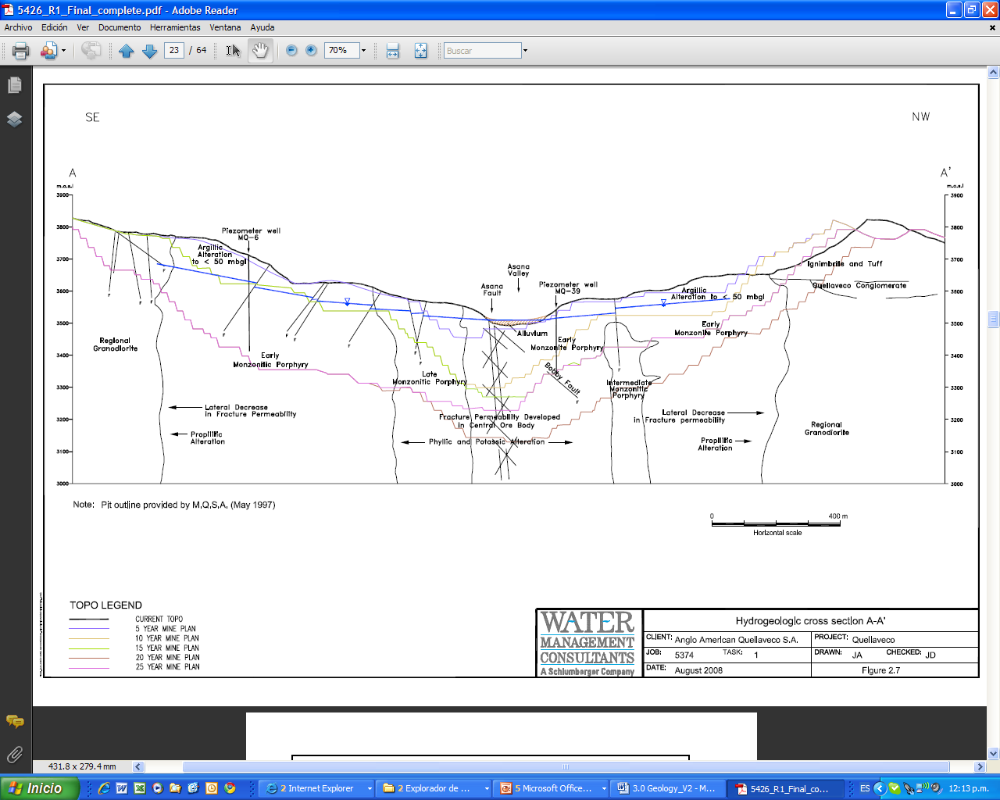 5426_R1_Final_complete.pdf - Adobe Reader
Archivo Edición Ver Documento Herramientas Ventana Ayuda
23 / 64 70% Buscar
SE NW
A A'
m.a.s.l m.a.s.l
3900 3900
3800 3800
3700 3700
3600 3600
3500 3500
3400 3400
3300 3300
3200 3200
3100 3100
3000 3000
Piezometer well
MQ-6
Argillic
Alteration
to < 50 mbgl
Asana
Valley
Asana
Fault
Piezometer well
MQ-39
Argillic
Alteration to < 50 mbgl
Ignimbrite and Tuff
Quellaveco Conglomerate
Alluvium
Regional
Granodiorite
Early
Monzonitic Porphyry
Late
Monzonitic Porphyry
Early
Monzonite Porphyry
Bobby Fault
Early
Monzonite Porphyry
Intermediate
Monzonitic
Porphyry
F F F F F F F F F F F F F
Lateral Decrease
in Fracture Permeability
Propillitic
Alteration
Fracture Permeability Developed
in Central Ore Body
Phyllic and Potassic Alteration
Lateral Decrease
in Fracture permeability
Propillitic
Alteration
Regional
Granodiorite
Note: Pit outline provided by M.Q.S.A. (May 1997)
0 400 m
Horizontal scale
TOPO LEGEND
CURRENT TOPO
5 YEAR MINE PLAN
10 YEAR MINE PLAN
15 YEAR MINE PLAN
20 YEAR MINE PLAN
25 YEAR MINE PLAN
WATER
MANAGEMENT
CONSULTANTS
A Schlumberger Company
Hydrogeologic cross section A-A'
CLIENT: Anglo American Quellaveco S.A. PROJECT: Quellaveco
JOB: 5374 TASK: 1 DRAWN: JA CHECKED: JD
DATE: August 2008 Figure 2.7
431.8 x 279.4 mm
Inicio 2 Internet Explorer 2 Explorador de ... 5 Microsoft Office... 3.0 Geology_V2 - M... 5426_R1_Final_co... ES 12:13 p.m.